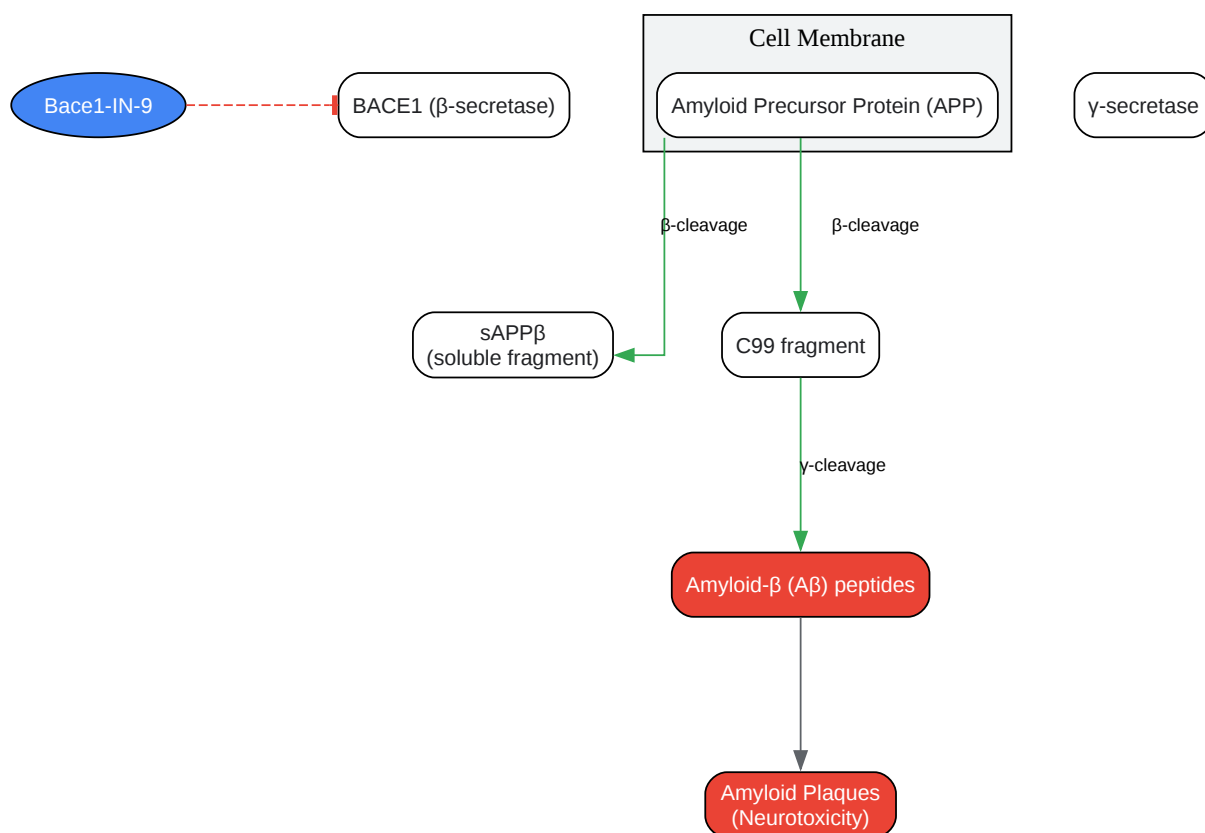 Cell Membrane
Bace1-IN-9
BACE1 (β-secretase)
Amyloid Precursor Protein (APP)
γ-secretase
β-cleavage
β-cleavage
sAPPβ
(soluble fragment)
C99 fragment
γ-cleavage
Amyloid-β (Aβ) peptides
Amyloid Plaques
(Neurotoxicity)